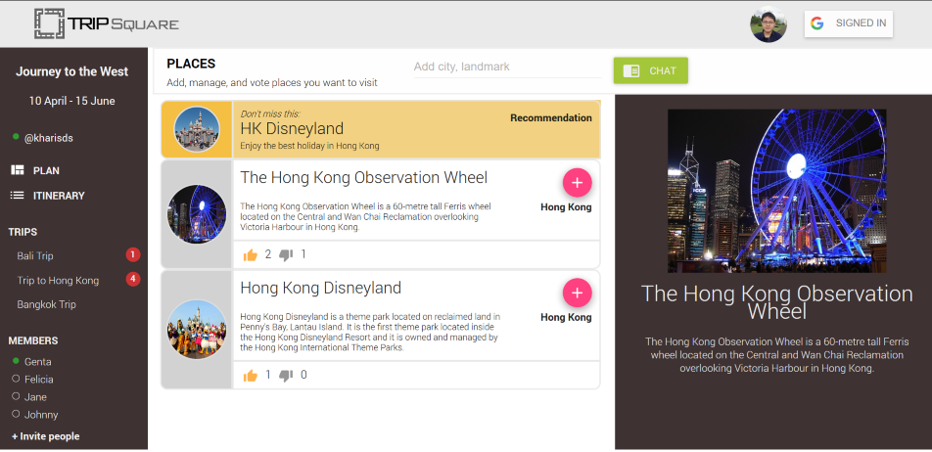 TRIP SQUARE
SIGNED IN
Journey to the West
10 April - 15 June
@kharisds
PLAN
ITINERARY
TRIPS
Bali Trip 1
Trip to Hong Kong 4
Bangkok Trip
MEMBERS
Genta
Felicia
Jane
Johnny
+ Invite people
PLACES
Add, manage, and vote places you want to visit
Add city, landmark
CHAT
Don't miss this:
HK Disneyland
Enjoy the best holiday in Hong Kong
Recommendation
The Hong Kong Observation Wheel
The Hong Kong Observation Wheel is a 60-metre tall Ferris wheel
located on the Central and Wan Chai Reclamation overlooking
Victoria Harbour in Hong Kong.
+
Hong Kong
2 1
Hong Kong Disneyland
Hong Kong Disneyland is a theme park located on reclaimed land in
Penny's Bay, Lantau Island. It is the first theme park located inside
the Hong Kong Disneyland Resort and it is owned and managed by
the Hong Kong International Theme Parks.
+
Hong Kong
1 0
The Hong Kong Observation
Wheel
The Hong Kong Observation Wheel is a 60-metre tall Ferris
wheel located on the Central and Wan Chai Reclamation
overlooking Victoria Harbour in Hong Kong.